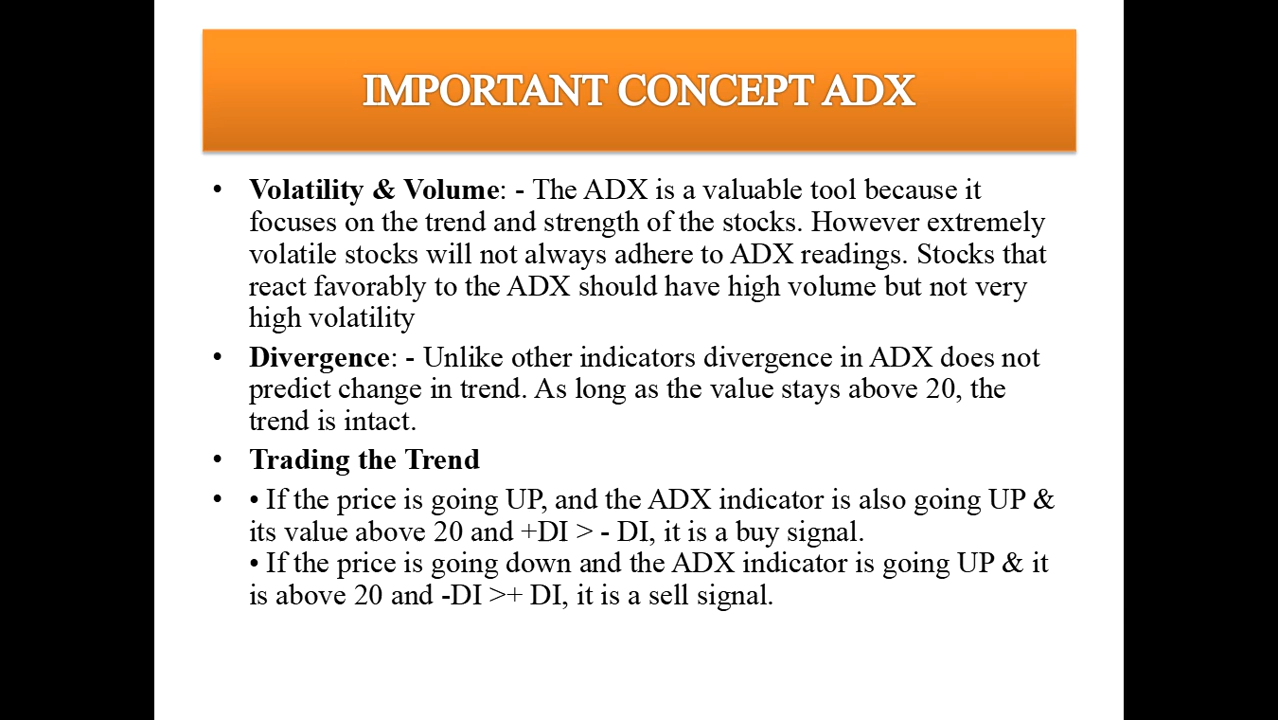 IMPORTANT CONCEPT ADX
• Volatility & Volume: - The ADX is a valuable tool because it
focuses on the trend and strength of the stocks. However extremely
volatile stocks will not always adhere to ADX readings. Stocks that
react favorably to the ADX should have high volume but not very
high volatility
• Divergence: - Unlike other indicators divergence in ADX does not
predict change in trend. As long as the value stays above 20, the
trend is intact.
• Trading the Trend
• • If the price is going UP, and the ADX indicator is also going UP &
its value above 20 and +DI > - DI, it is a buy signal.
• If the price is going down and the ADX indicator is going UP & it
is above 20 and -DI >+ DI, it is a sell signal.